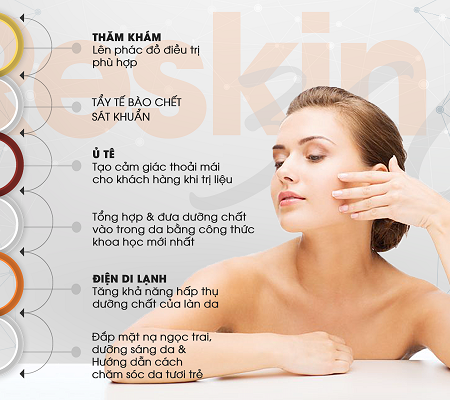 Reskin
THĂM KHÁM
Lên phác đồ điều trị
phù hợp
TẨY TẾ BÀO CHẾT
SÁT KHUẨN
Ủ TÊ
Tạo cảm giác thoải mái
cho khách hàng khi trị liệu
Tổng hợp & đưa dưỡng chất
vào trong da bằng công thức
khoa học mới nhất
ĐIỆN DI LẠNH
Tăng khả năng hấp thụ
dưỡng chất của làn da
Đắp mặt nạ ngọc trai,
dưỡng sáng da &
Hướng dẫn cách
chăm sóc da tươi trẻ